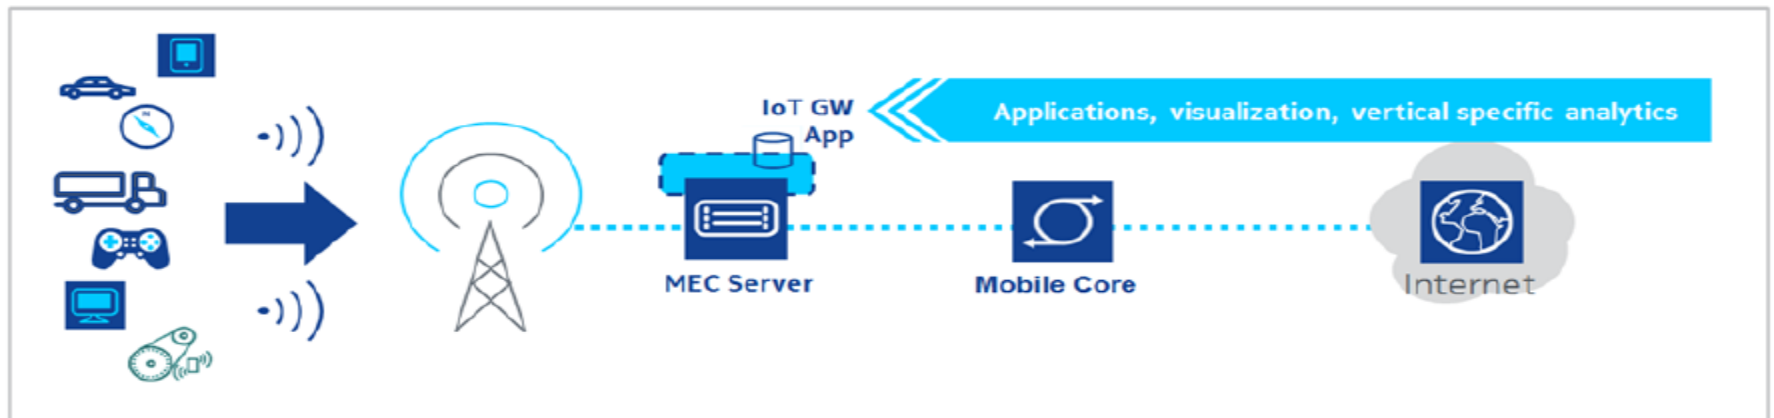 IoT GW
App
Applications, visualization, vertical specific analytics
N
MEC Server
Mobile Core
Internet